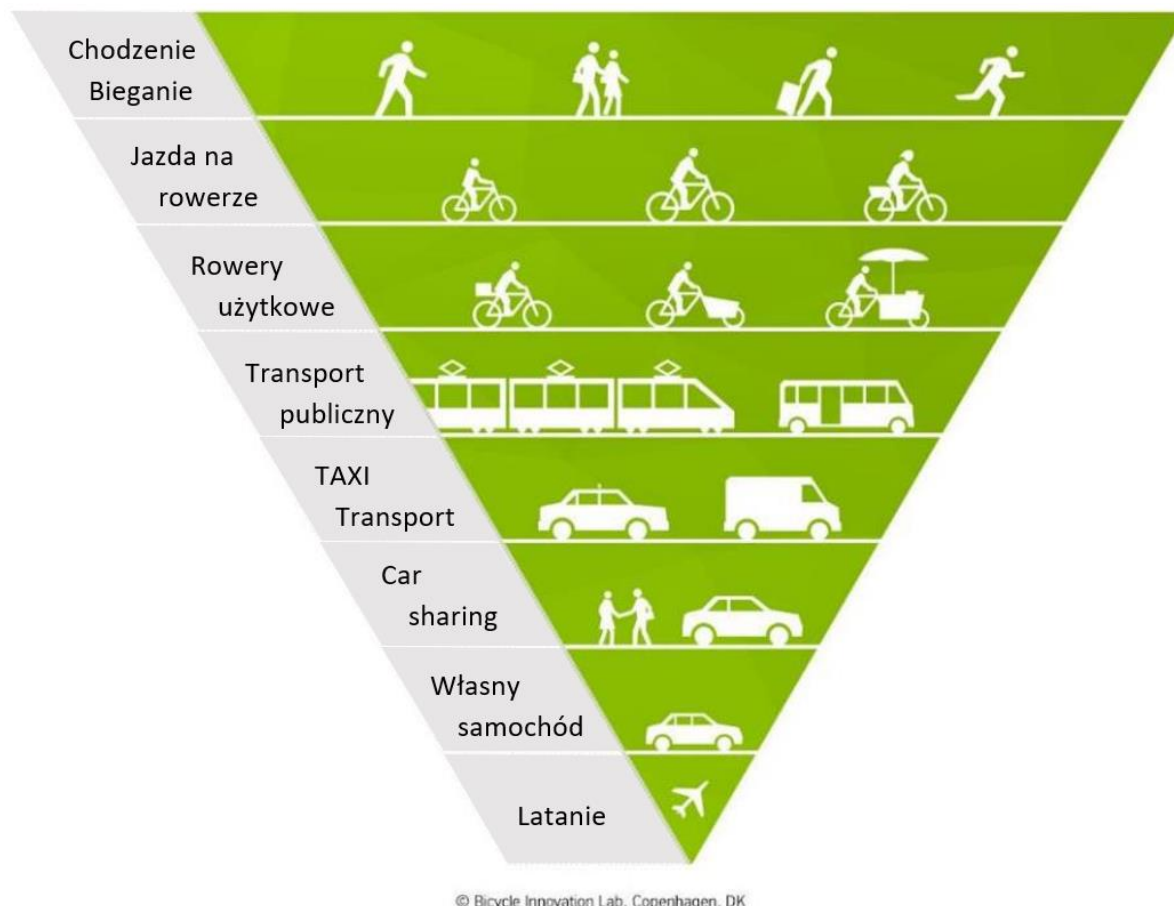 Chodzenie
Bieganie
Jazda na
rowerze
Rowery
użytkowe
Transport
publiczny
TAXI
Transport
Car
sharing
Własny
samochód
Latanie
© Bicycle Innovation Lab, Copenhagen, DK